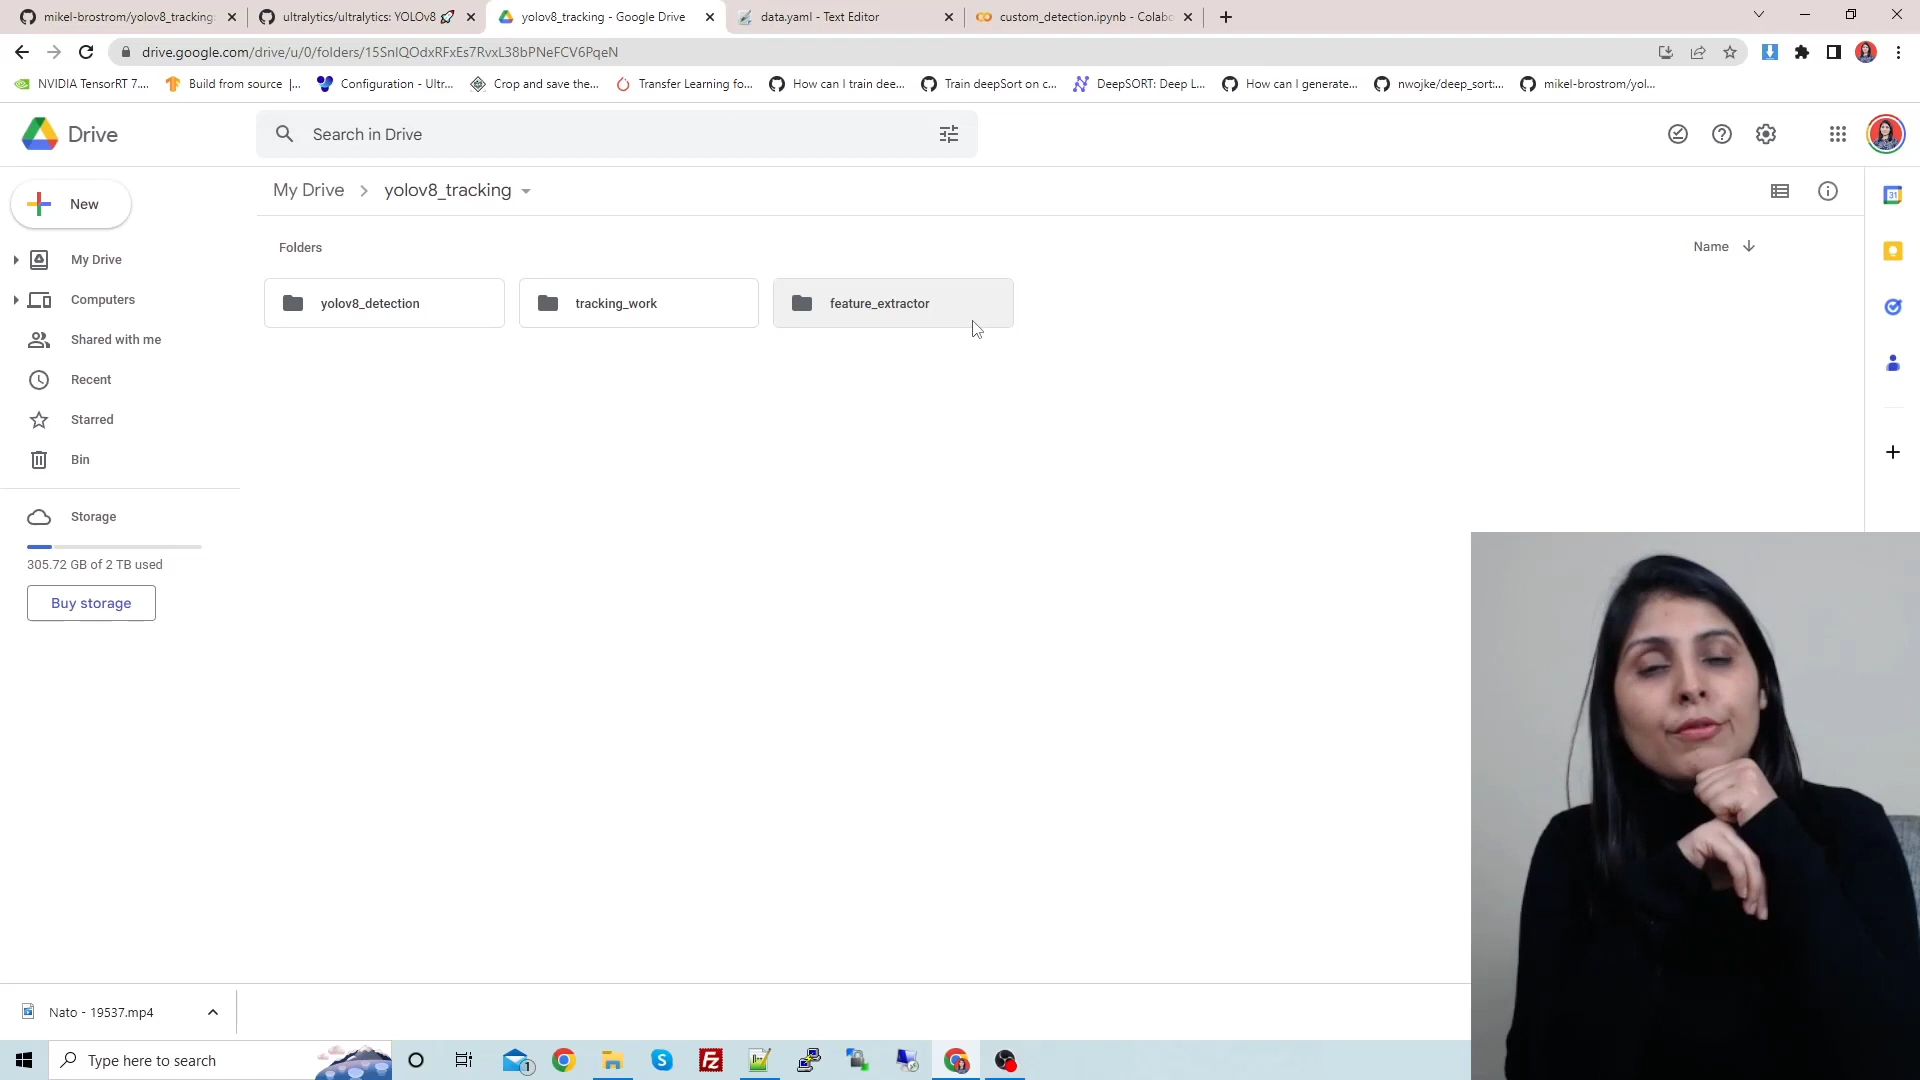 mikel-brostrom/yolov8_tracking:
ultralytics/ultralytics: YOLOv8 🚀
yolov8_tracking - Google Drive
data.yaml - Text Editor
custom_detection.ipynb - Colabo
drive.google.com/drive/u/0/folders/15SnlQOdxRFxEs7RvxL38bPNeFCV6PqeN
NVIDIA TensorRT 7....
Build from source |...
Configuration - Ultr...
Crop and save the...
Transfer Learning fo...
How can I train dee...
Train deepSort on c...
DeepSORT: Deep L...
How can I generate...
nwojke/deep_sort:...
mikel-brostrom/yol...
Drive
Search in Drive
New
My Drive
yolov8_tracking
Folders
Name
yolov8_detection
tracking_work
feature_extractor
My Drive
Computers
Shared with me
Recent
Starred
Bin
Storage
305.72 GB of 2 TB used
Buy storage
31
Nato - 19537.mp4
Type here to search
1